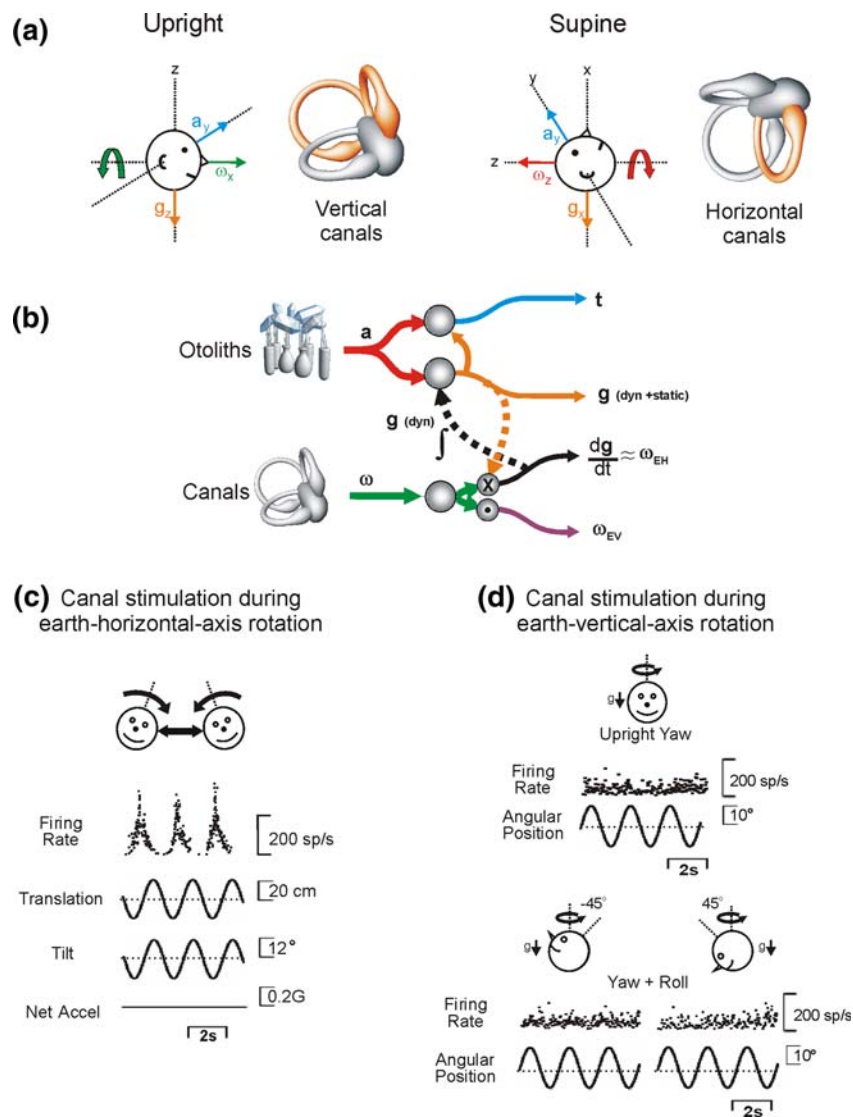 (a)
Upright
Supine
z
a_y
ω_x
g_z
Vertical
canals
y
x
a_y
z
ω_z
g_x
Horizontal
canals
(b)
Otoliths
a
t
g (dyn +static)
g (dyn)
∫
Canals
ω
X
dg/dt ≈ ω_EH
ω_EV
(c) Canal stimulation during
earth-horizontal-axis rotation
Firing
Rate
200 sp/s
Translation
20 cm
Tilt
12°
Net Accel
0.2G
2s
(d) Canal stimulation during
earth-vertical-axis rotation
g
Upright Yaw
Firing
Rate
200 sp/s
Angular
Position
10°
2s
-45°
45°
g
g
Yaw + Roll
Firing
Rate
200 sp/s
Angular
Position
10°
2s